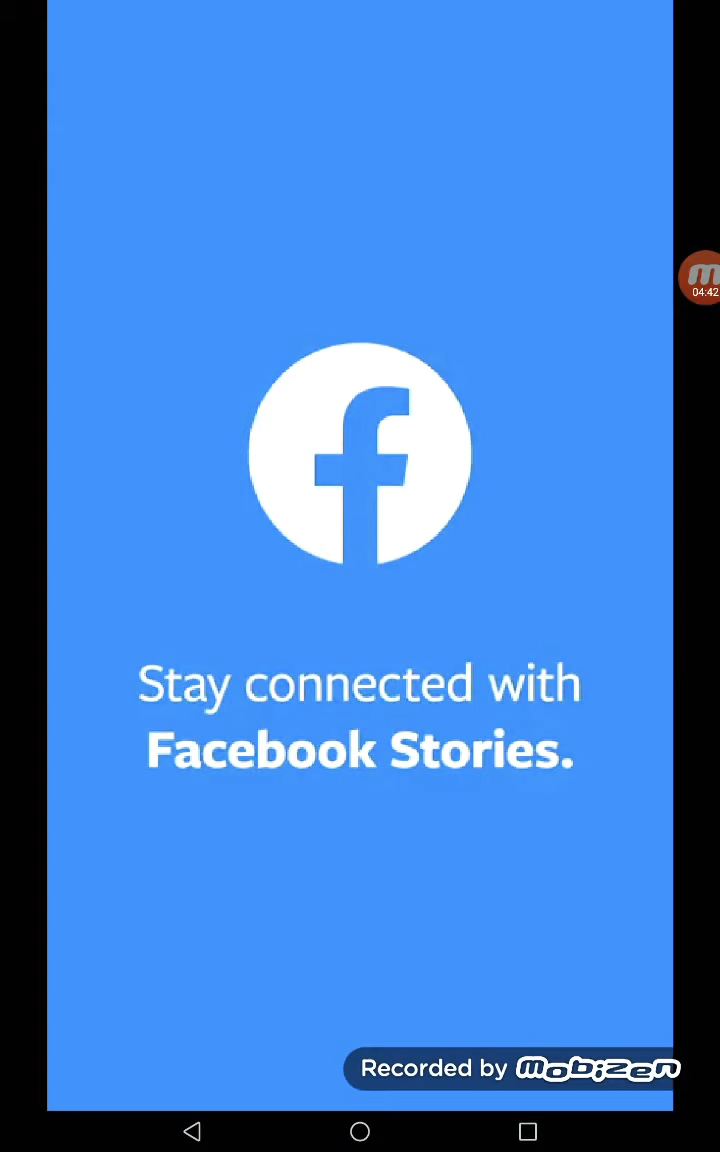 04:42
Stay connected with
Facebook Stories.
Recorded by mobizen